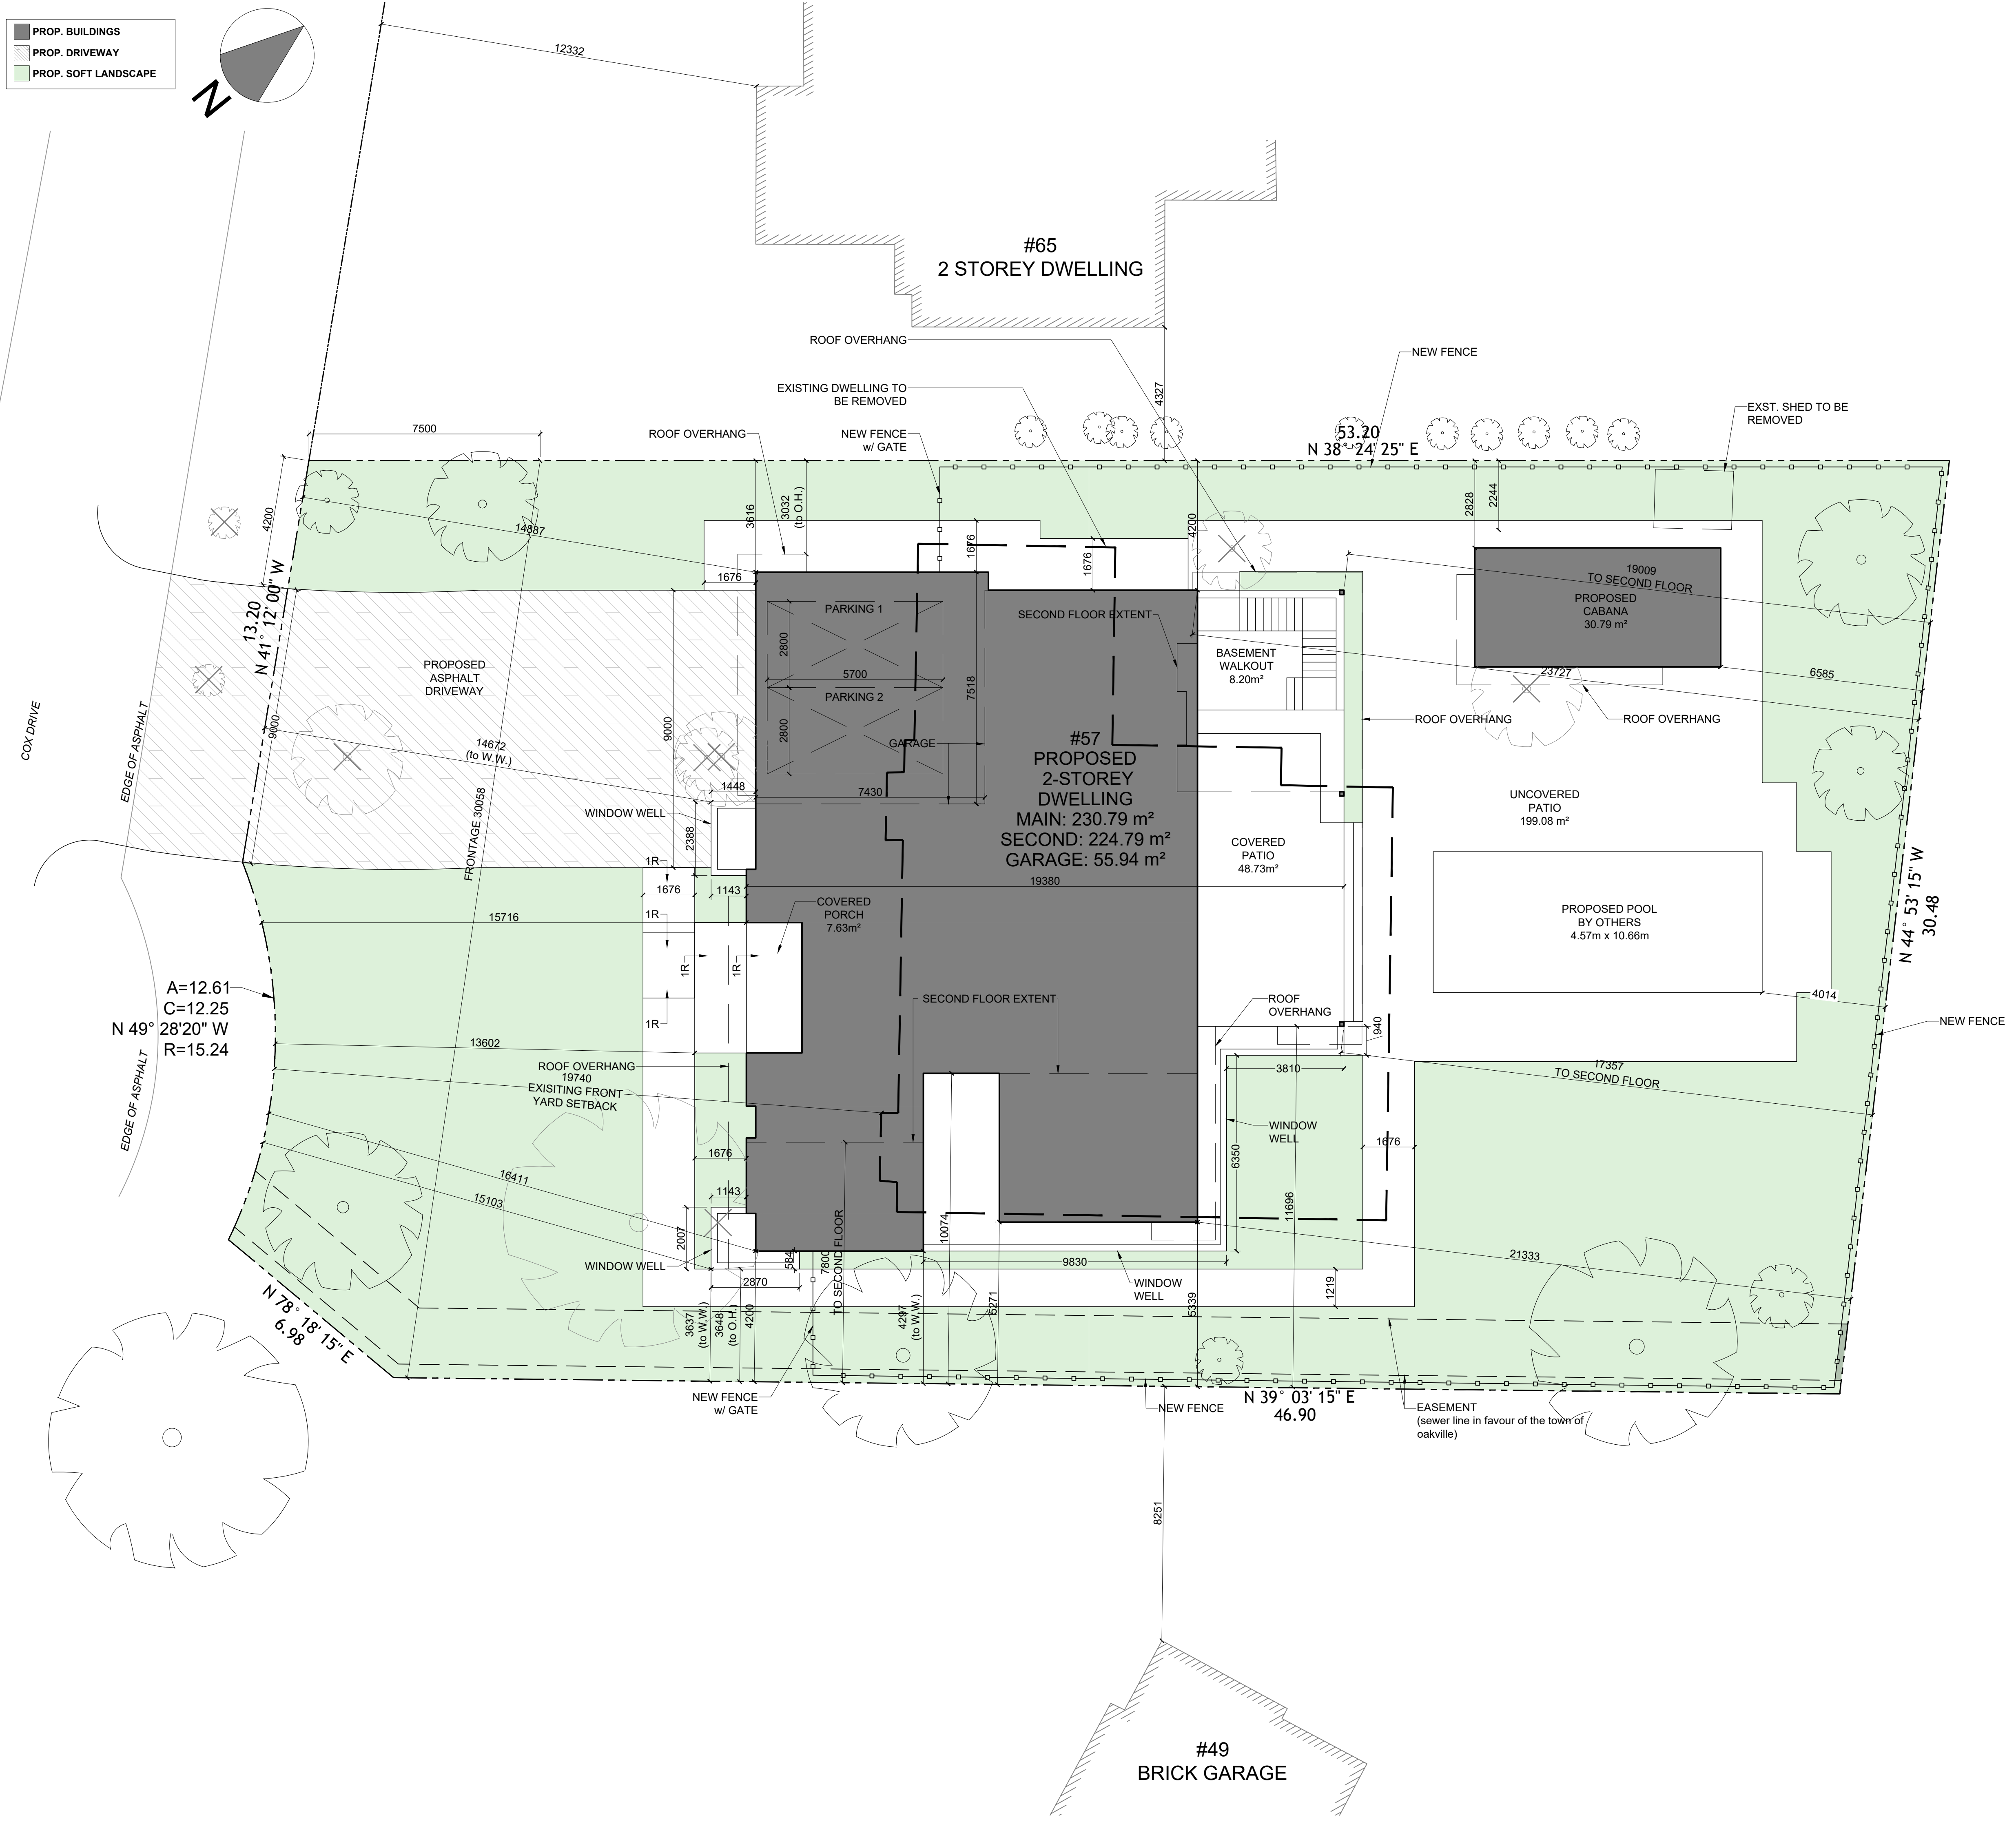 PROP. BUILDINGS
PROP. DRIVEWAY
PROP. SOFT LANDSCAPE
N
12332
#65
2 STOREY DWELLING
ROOF OVERHANG
NEW FENCE
EXISTING DWELLING TO
BE REMOVED
4327
EXST. SHED TO BE
REMOVED
7500
ROOF OVERHANG
NEW FENCE
w/ GATE
53.20
N 38° 24' 25" E
4200
14887
3616
3032
(to O.H.)
1676
1676
4200
2828
2244
1676
13.20
N 41° 12' 00" W
PARKING 1
2800
5700
PARKING 2
2800
7518
SECOND FLOOR EXTENT
BASEMENT
WALKOUT
8.20m²
19009
TO SECOND FLOOR
PROPOSED
CABANA
30.79 m²
23727
6585
PROPOSED
ASPHALT
DRIVEWAY
9000
9000
COX DRIVE
EDGE OF ASPHALT
14672
(to W.W.)
GARAGE
ROOF OVERHANG
ROOF OVERHANG
#57
PROPOSED
2-STOREY
DWELLING
MAIN: 230.79 m²
SECOND: 224.79 m²
GARAGE: 55.94 m²
1448
7430
WINDOW WELL
2388
FRONTAGE 30058
UNCOVERED
PATIO
199.08 m²
COVERED
PATIO
48.73m²
1R
1676
1143
19380
COVERED
PORCH
7.63m²
1R
15716
1R
1R
1R
PROPOSED POOL
BY OTHERS
4.57m x 10.66m
N 44° 53' 15" W
30.48
A=12.61
C=12.25
N 49° 28'20" W
R=15.24
4014
NEW FENCE
SECOND FLOOR EXTENT
ROOF
OVERHANG
940
13602
EDGE OF ASPHALT
ROOF OVERHANG
19740
EXISITING FRONT
YARD SETBACK
3810
17357
TO SECOND FLOOR
WINDOW
WELL
1676
6350
1676
16411
15103
1143
2007
11696
10074
TO SECOND FLOOR
7800
584
WINDOW WELL
2870
9830
21333
WINDOW
WELL
1219
3637
(to W.W.)
3648
(to O.H.)
4200
4297
(to W.W.)
5271
5339
N 78° 18' 15" E
6.98
NEW FENCE
w/ GATE
NEW FENCE
N 39° 03' 15" E
46.90
EASEMENT
(sewer line in favour of the town of
oakville)
8251
#49
BRICK GARAGE